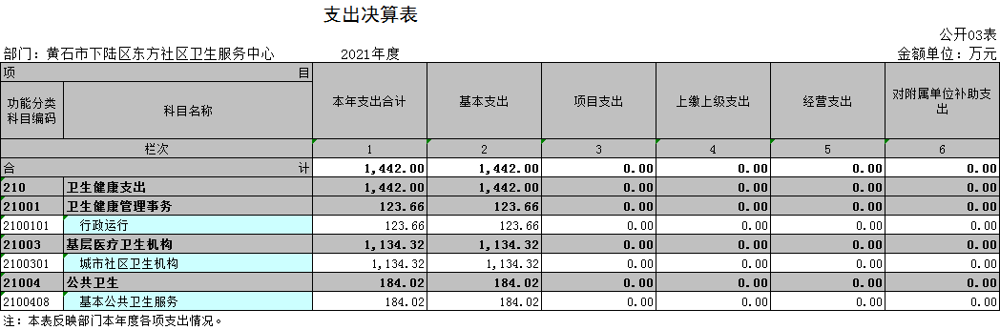 支出决算表
公开03表
部门：黄石市下陆区东方社区卫生服务中心 2021年度 金额单位：万元
项 目 本年支出合计 基本支出 项目支出 上缴上级支出 经营支出 对附属单位补助支出
功能分类科目编码 科目名称
栏次 1 2 3 4 5 6
合 计 1,442.00 1,442.00 0.00 0.00 0.00 0.00
210 卫生健康支出 1,442.00 1,442.00 0.00 0.00 0.00 0.00
21001 卫生健康管理事务 123.66 123.66 0.00 0.00 0.00 0.00
2100101 行政运行 123.66 123.66 0.00 0.00 0.00 0.00
21003 基层医疗卫生机构 1,134.32 1,134.32 0.00 0.00 0.00 0.00
2100301 城市社区卫生机构 1,134.32 1,134.32 0.00 0.00 0.00 0.00
21004 公共卫生 184.02 184.02 0.00 0.00 0.00 0.00
2100408 基本公共卫生服务 184.02 184.02 0.00 0.00 0.00 0.00
注：本表反映部门本年度各项支出情况。